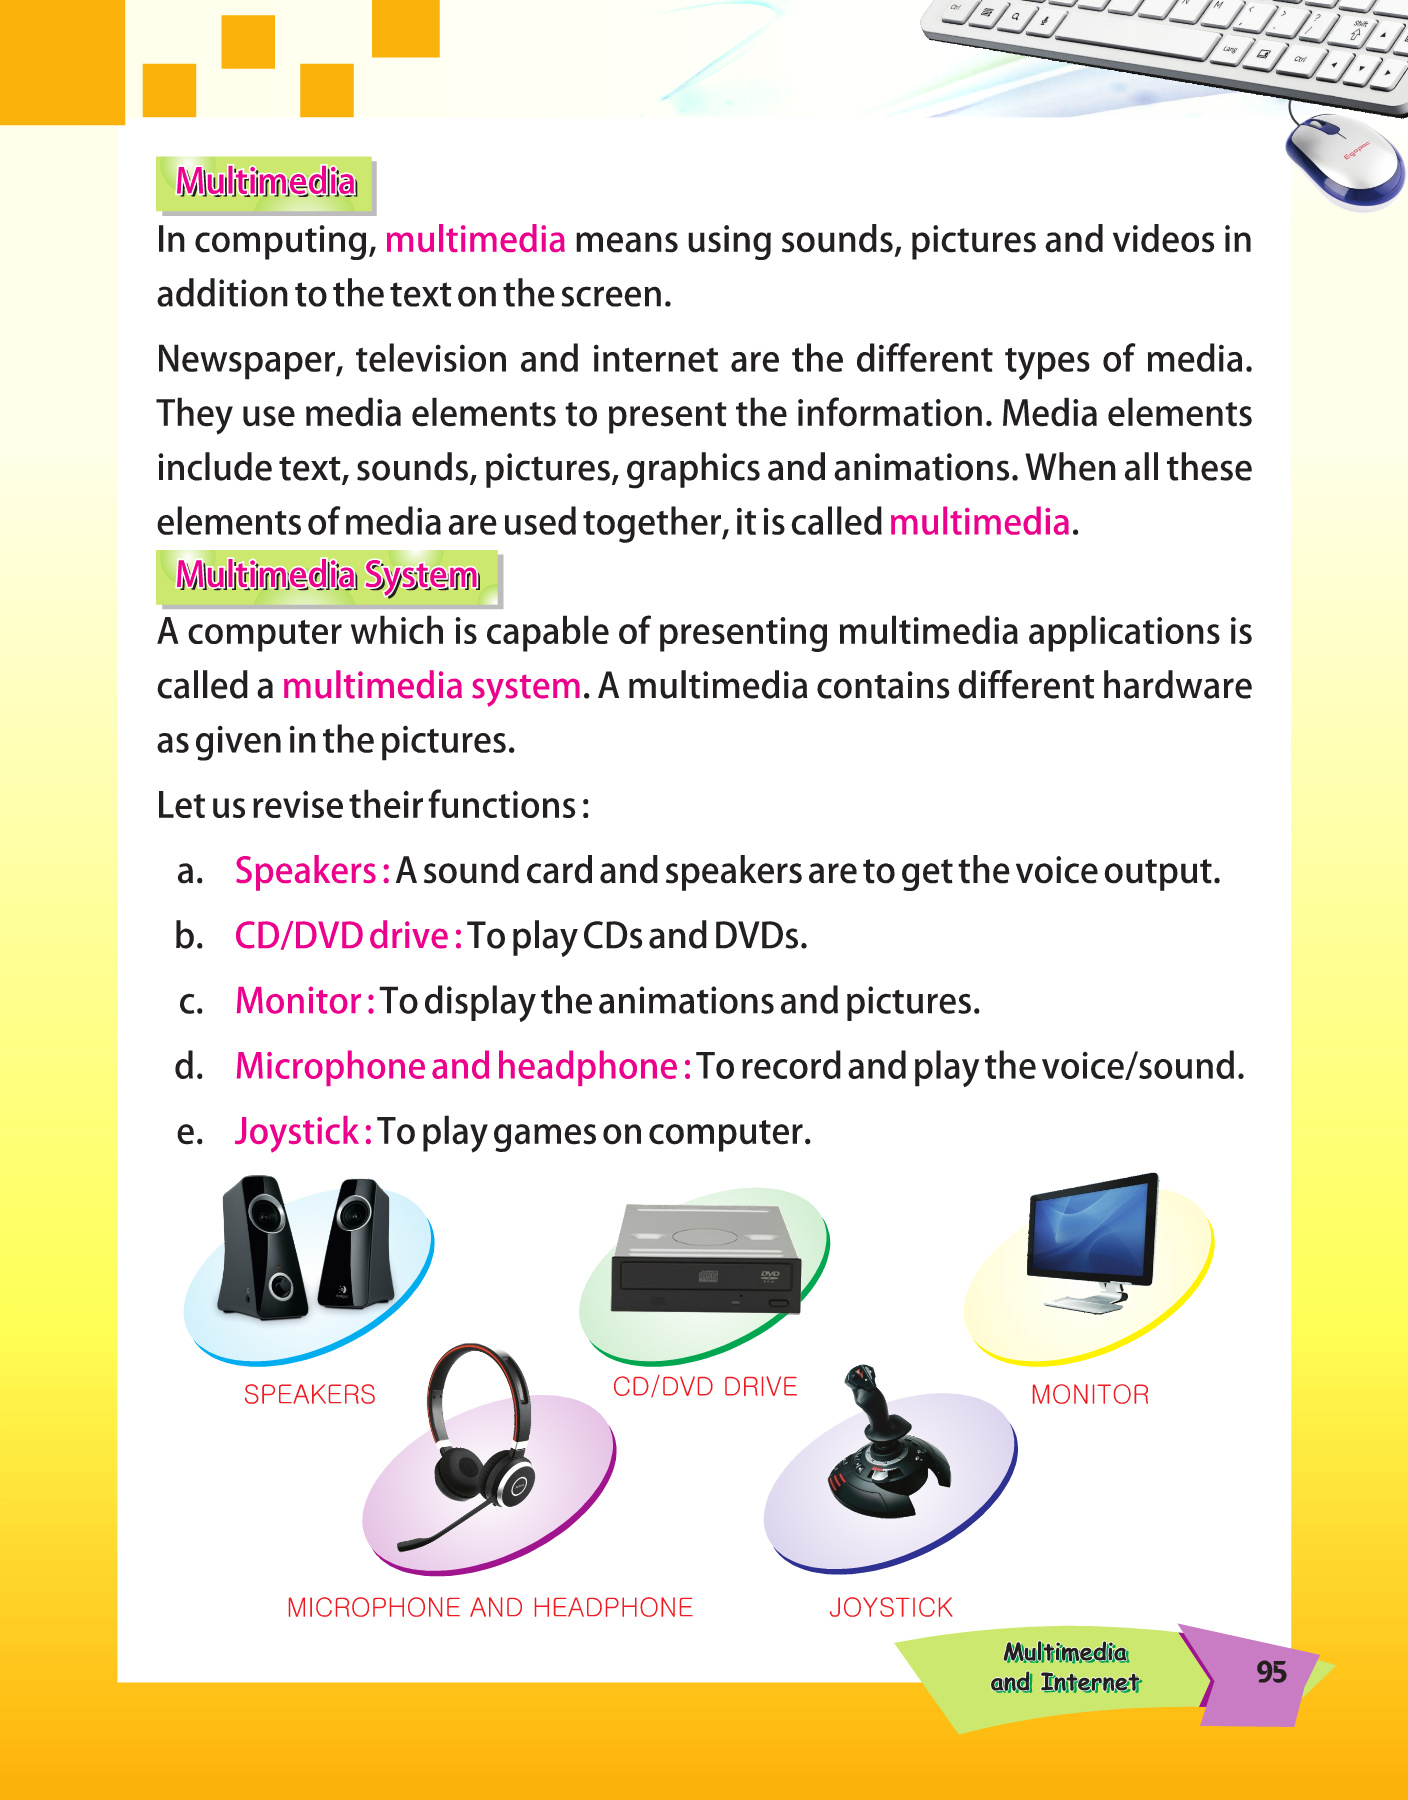 Multimedia
In computing, multimedia means using sounds, pictures and videos in
addition to the text on the screen.
Newspaper, television and internet are the different types of media.
They use media elements to present the information. Media elements
include text, sounds, pictures, graphics and animations. When all these
elements of media are used together, it is called multimedia.
Multimedia System
A computer which is capable of presenting multimedia applications is
called a multimedia system. A multimedia contains different hardware
as given in the pictures.
Let us revise their functions :
a. Speakers : A sound card and speakers are to get the voice output.
b. CD/DVD drive : To play CDs and DVDs.
c. Monitor : To display the animations and pictures.
d. Microphone and headphone : To record and play the voice/sound.
e. Joystick : To play games on computer.
SPEAKERS
CD/DVD DRIVE
MONITOR
MICROPHONE AND HEADPHONE
JOYSTICK
Multimedia
and Internet
95